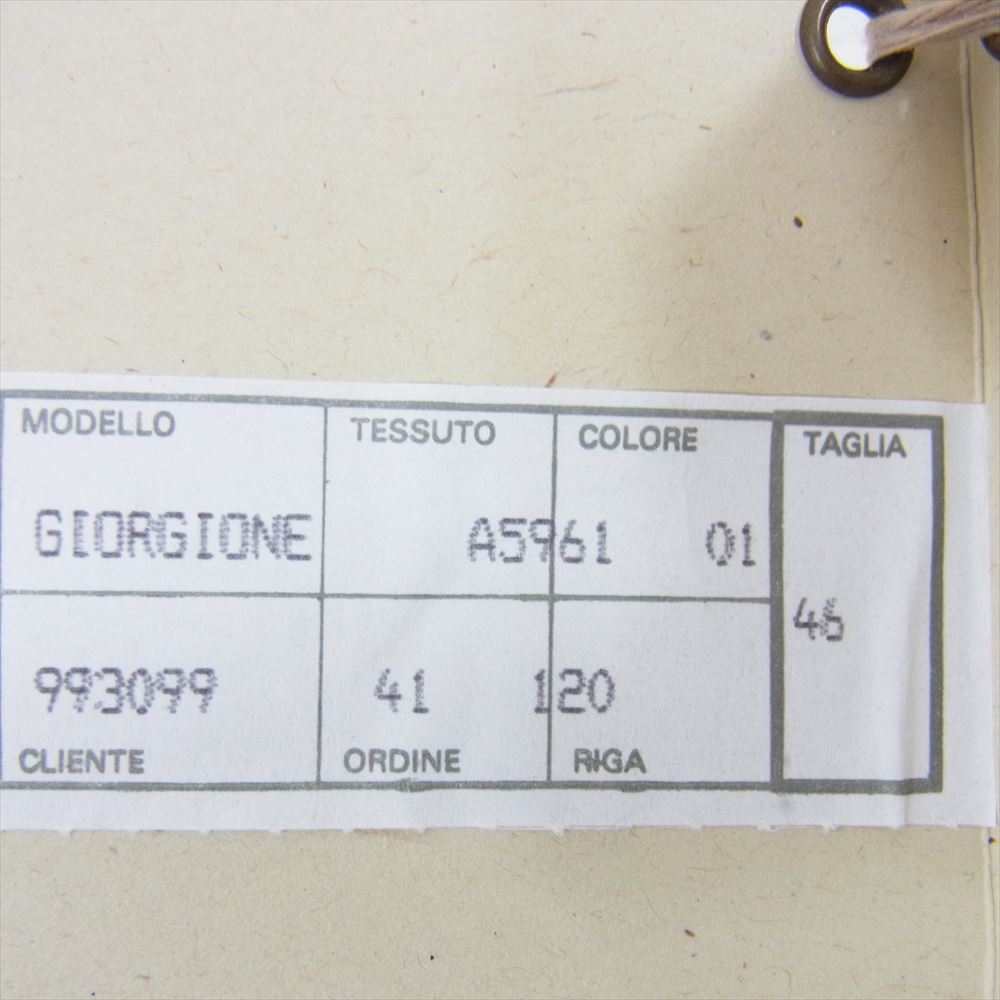 MODELLO TESSUTO COLORE TAGLIA
GIORGIONE A5961 01
46
993099 41 120
CLIENTE ORDINE RIGA